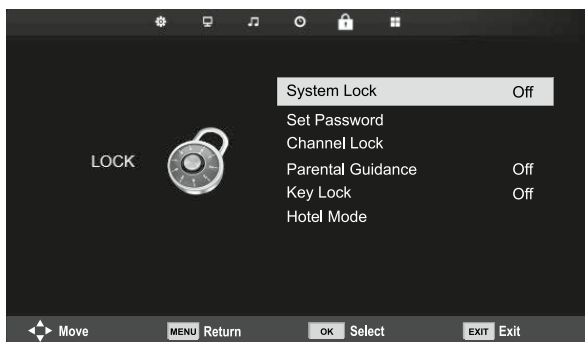 System Lock Off
Set Password
Channel Lock
LOCK
Parental Guidance Off
Key Lock Off
Hotel Mode
Move MENU Return OK Select EXIT Exit